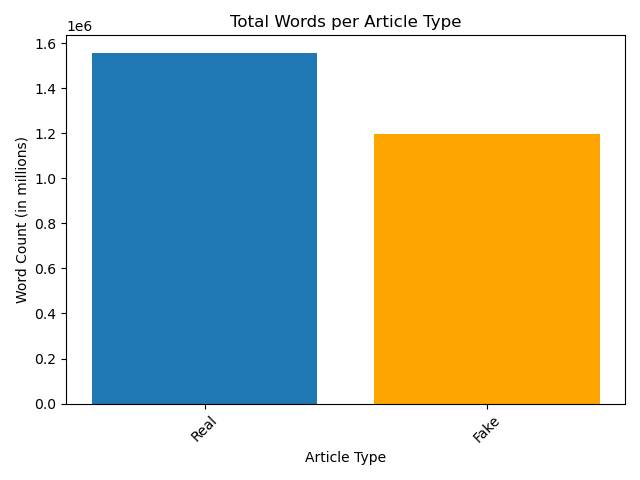 Total Words per Article Type
1e6
Word Count (in millions)
1.6
1.4
1.2
1.0
0.8
0.6
0.4
0.2
0.0
Real
Fake
Article Type